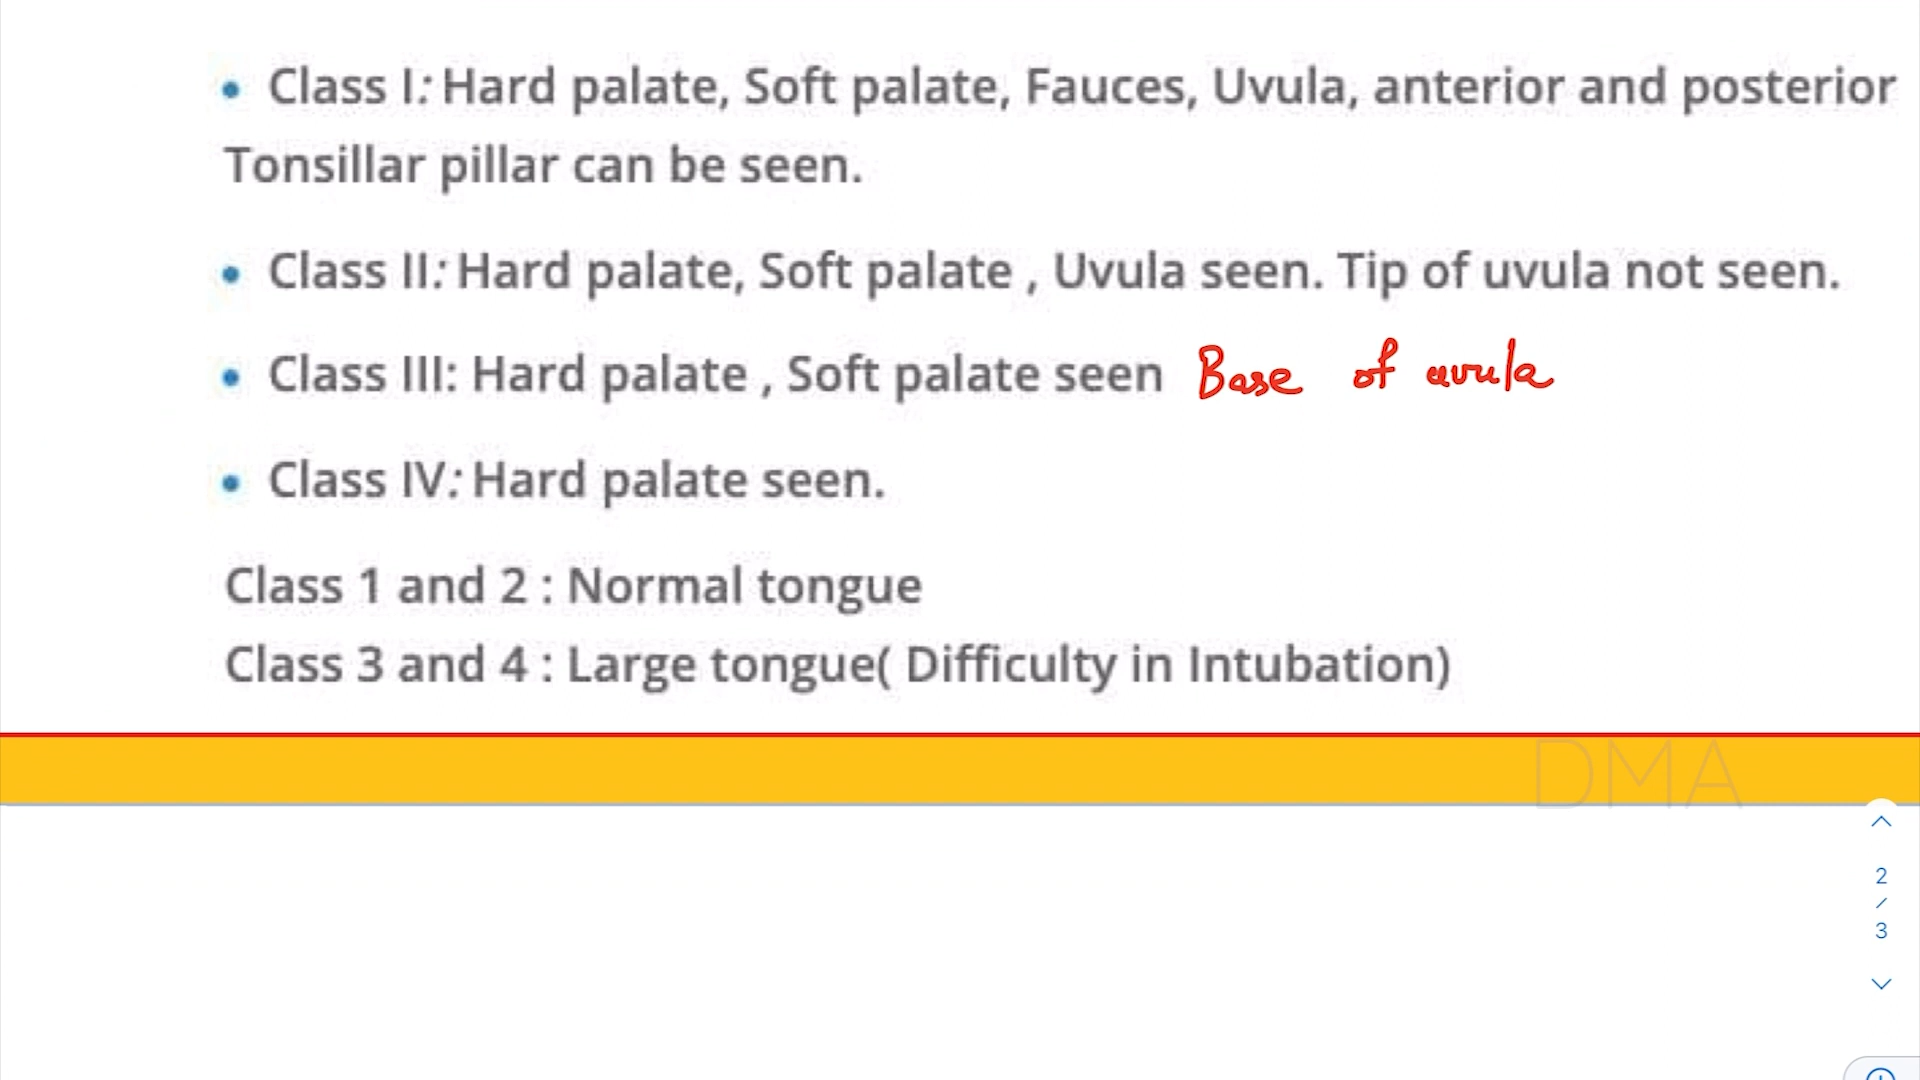 • Class I: Hard palate, Soft palate, Fauces, Uvula, anterior and posterior
Tonsillar pillar can be seen.
• Class II: Hard palate, Soft palate , Uvula seen. Tip of uvula not seen.
• Class III: Hard palate , Soft palate seen Base of uvula
• Class IV: Hard palate seen.
Class 1 and 2 : Normal tongue
Class 3 and 4 : Large tongue( Difficulty in Intubation)
DMA
2
/
3